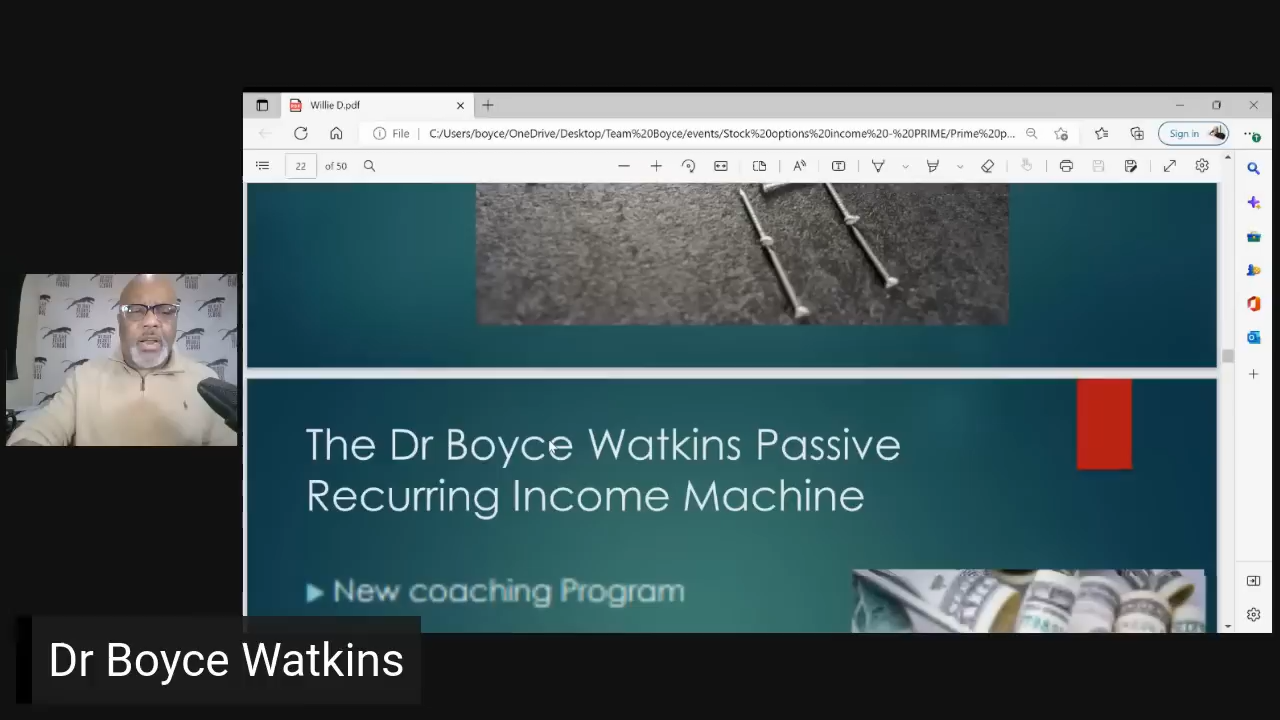 Willie D.pdf
File
C:/Users/boyce/OneDrive/Desktop/Team%20Boyce/events/Stock%20options%20income%20-%20PRIME/Prime%20p...
Sign in
22 of 50
The Dr Boyce Watkins Passive
Recurring Income Machine
New coaching Program
Dr Boyce Watkins